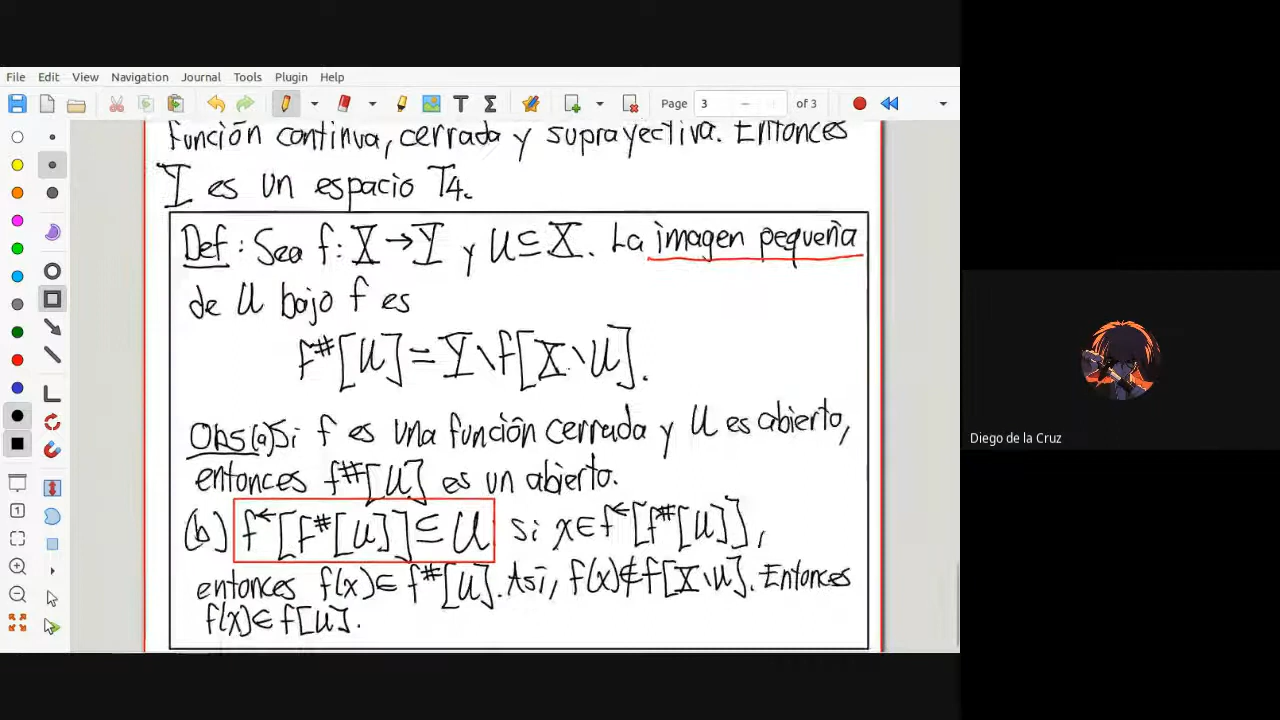 File Edit View Navigation Journal Tools Plugin Help
Page 3 of 3
función continua, cerrada y suprayectiva. Entonces
Y es un espacio T4.
Def: Sea f: X → Y y U ⊆ X. La imagen pequeña
de U bajo f es
f#[U] = Y \ f[X \ U].
Obs (a) Si f es una función cerrada y U es abierto,
entonces f#[U] es un abierto.
(b) f←[f#[U]] ⊆ U Si x ∈ f←[f#[U]],
entonces f(x) ∈ f#[U]. Así, f(x) ∉ f[X \ U]. Entonces
f(x) ∈ f[U].
Diego de la Cruz